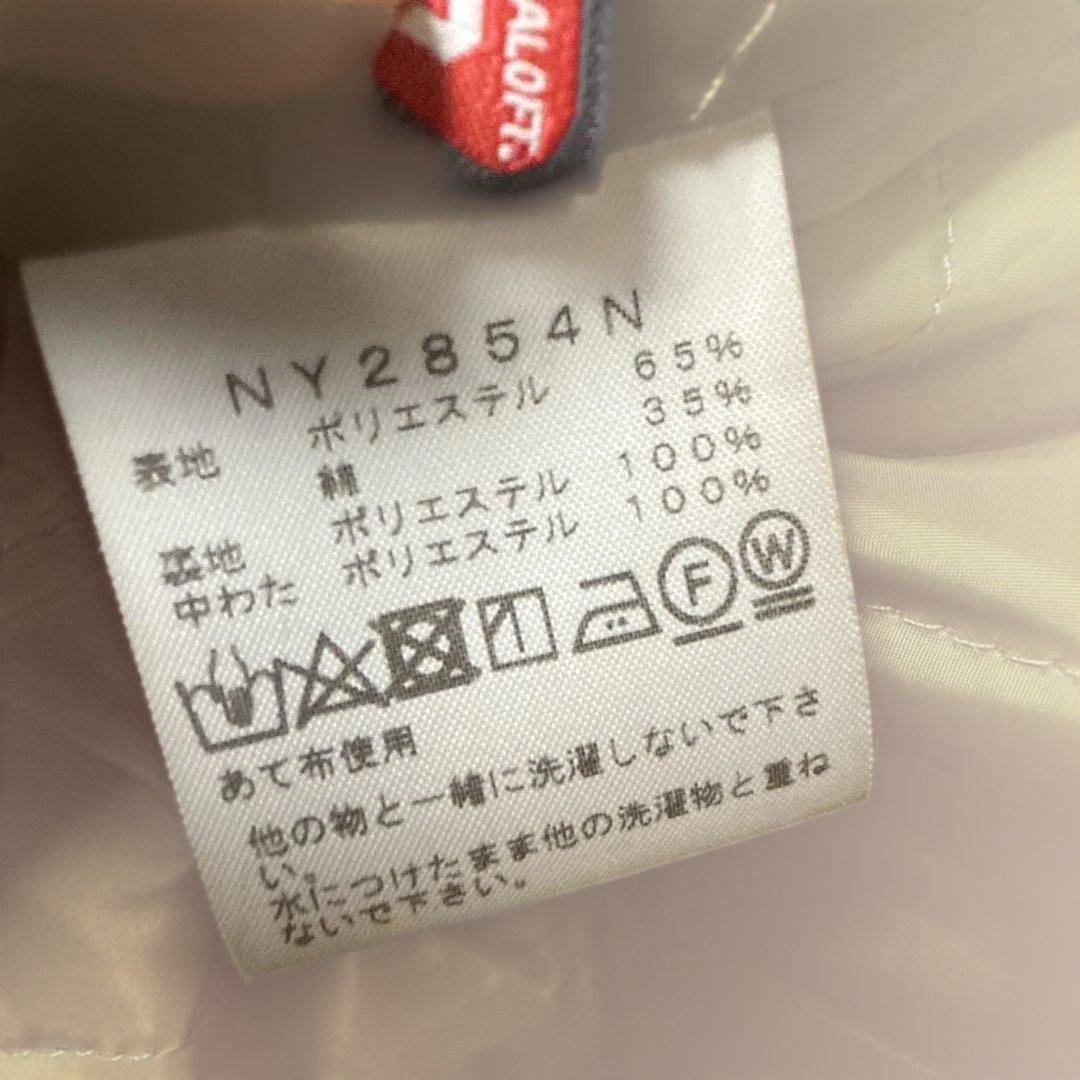 ALOFT.
NY2854N
表地 ポリエステル 65%
綿 35%
裏地 ポリエステル 100%
中わた ポリエステル 100%
F W
あて布使用
他の物と一緒に洗濯しないで下さ
い。
水につけたまま他の洗濯物と重ね
ないで下さい。